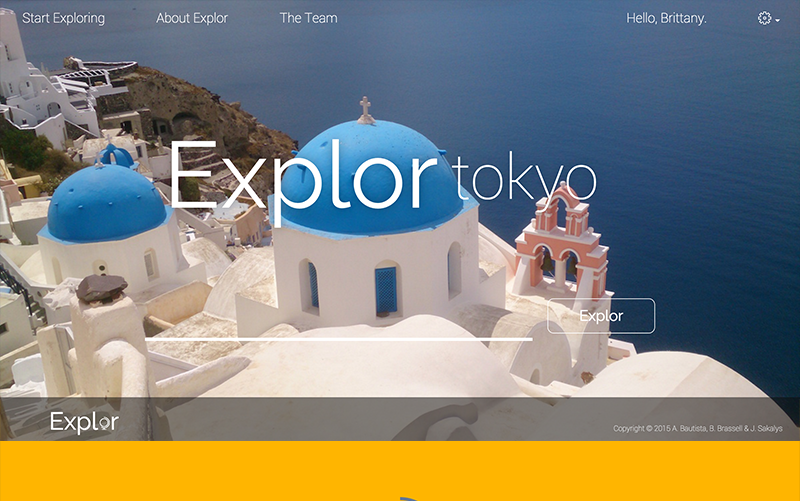 Start Exploring
About Explor
The Team
Hello, Brittany.
Explor tokyo
Explor
Explor
Copyright © 2015 A. Bautista, B. Brassell & J. Sakalys